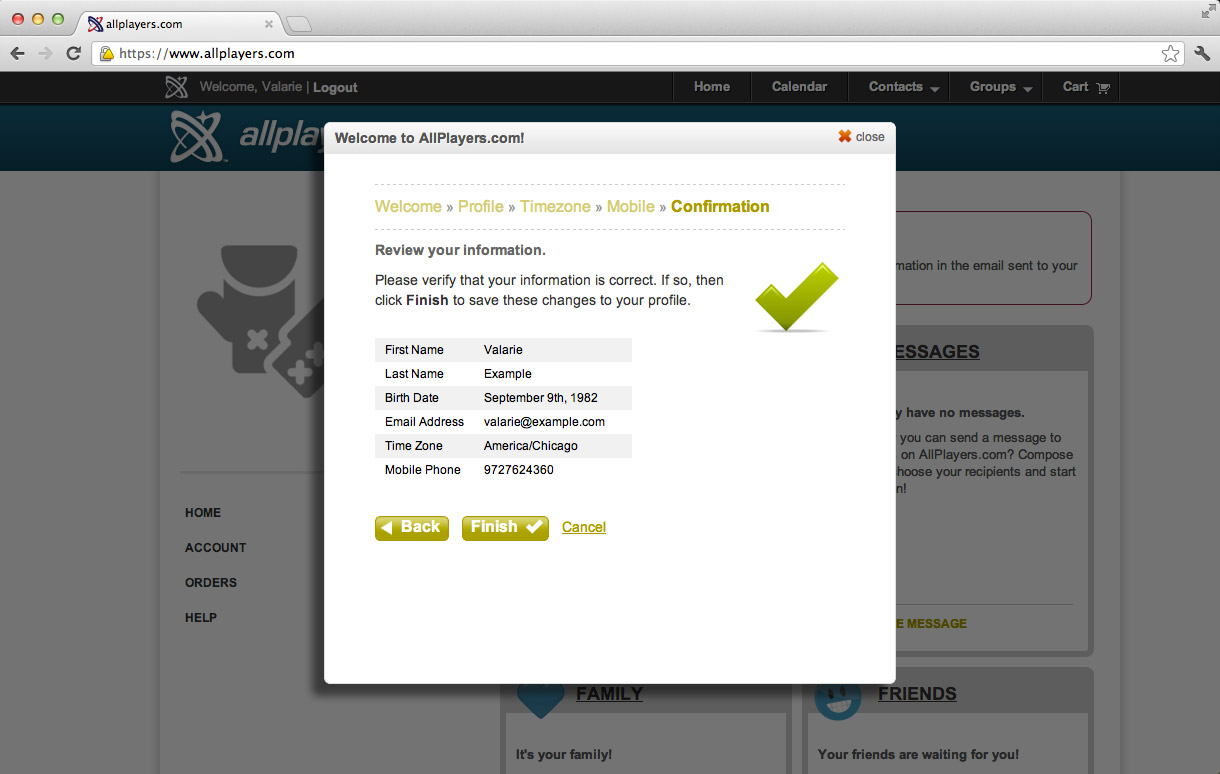 allplayers.com
https://www.allplayers.com
Welcome, Valarie | Logout
Home
Calendar
Contacts
Groups
Cart
Welcome to AllPlayers.com!
close
Welcome » Profile » Timezone » Mobile » Confirmation
Review your information.
Please verify that your information is correct. If so, then
click Finish to save these changes to your profile.
First Name Valarie
Last Name Example
Birth Date September 9th, 1982
Email Address valarie@example.com
Time Zone America/Chicago
Mobile Phone 9727624360
Back
Finish
Cancel
HOME
ACCOUNT
ORDERS
HELP
in the email sent to your
have no messages.
you can send a message to
on AllPlayers.com? Compose
your recipients and start
MESSAGE
FAMILY
It's your family!
FRIENDS
Your friends are waiting for you!